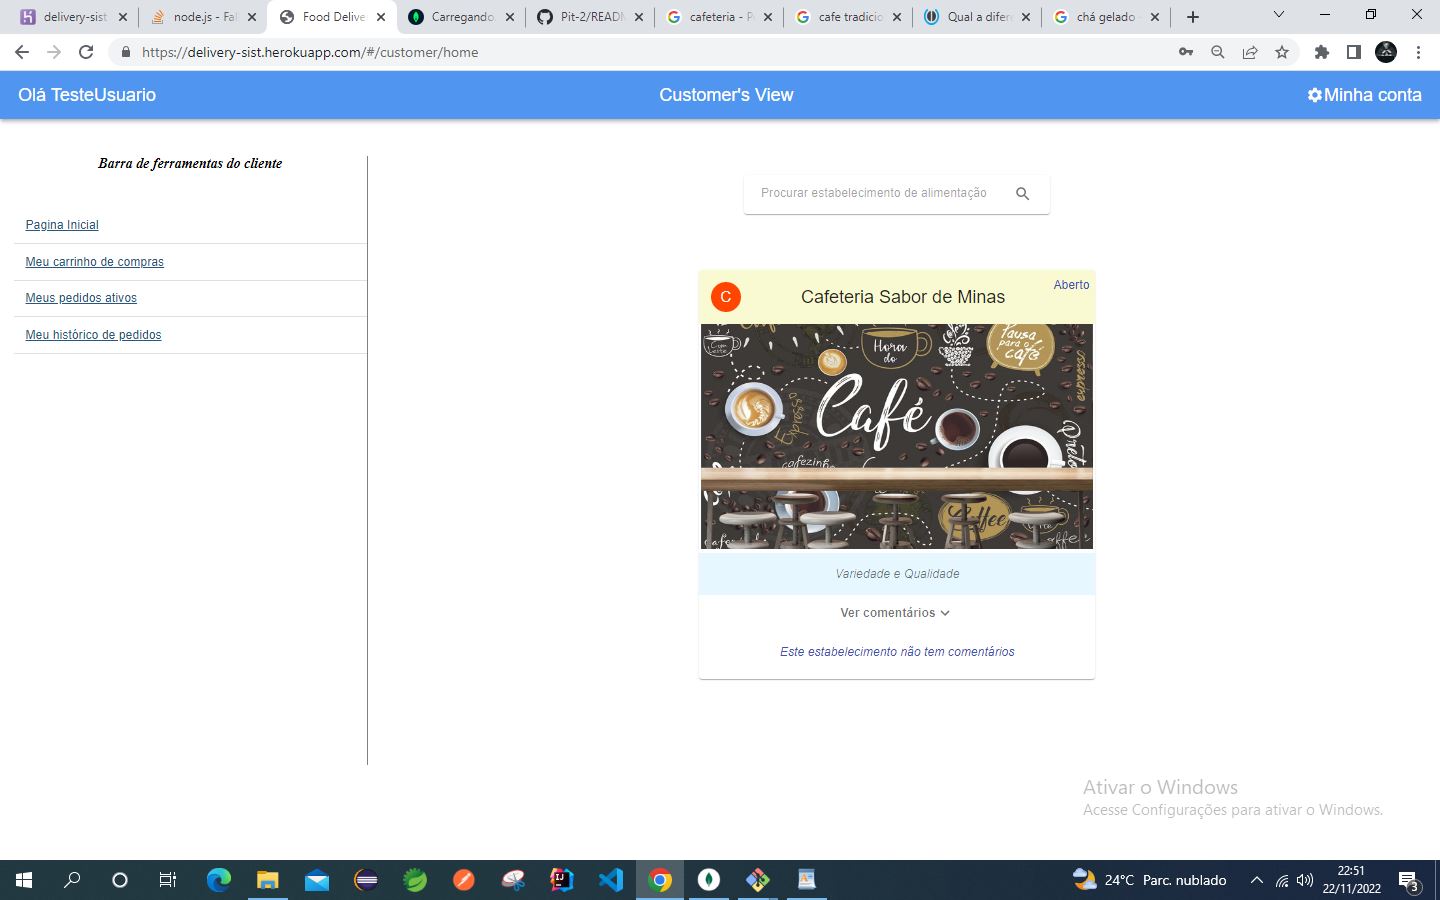 delivery-sist
node.js - Fal
Food Delive
Carregando
Pit-2/READM
cafeteria - P
cafe tradicio
Qual a difer
chá gelado -
https://delivery-sist.herokuapp.com/#/customer/home
Olá TesteUsuario
Customer's View
Minha conta
Barra de ferramentas do cliente
Pagina Inicial
Meu carrinho de compras
Meus pedidos ativos
Meu histórico de pedidos
Procurar estabelecimento de alimentação
C
Cafeteria Sabor de Minas
Aberto
Hora
do
Pausa
para o
café
espresso
Café
Espresso
Preto
cafezinho
Coffee
Variedade e Qualidade
Ver comentários
Este estabelecimento não tem comentários
Ativar o Windows
Acesse Configurações para ativar o Windows.
24°C Parc. nublado
22:51
22/11/2022
3